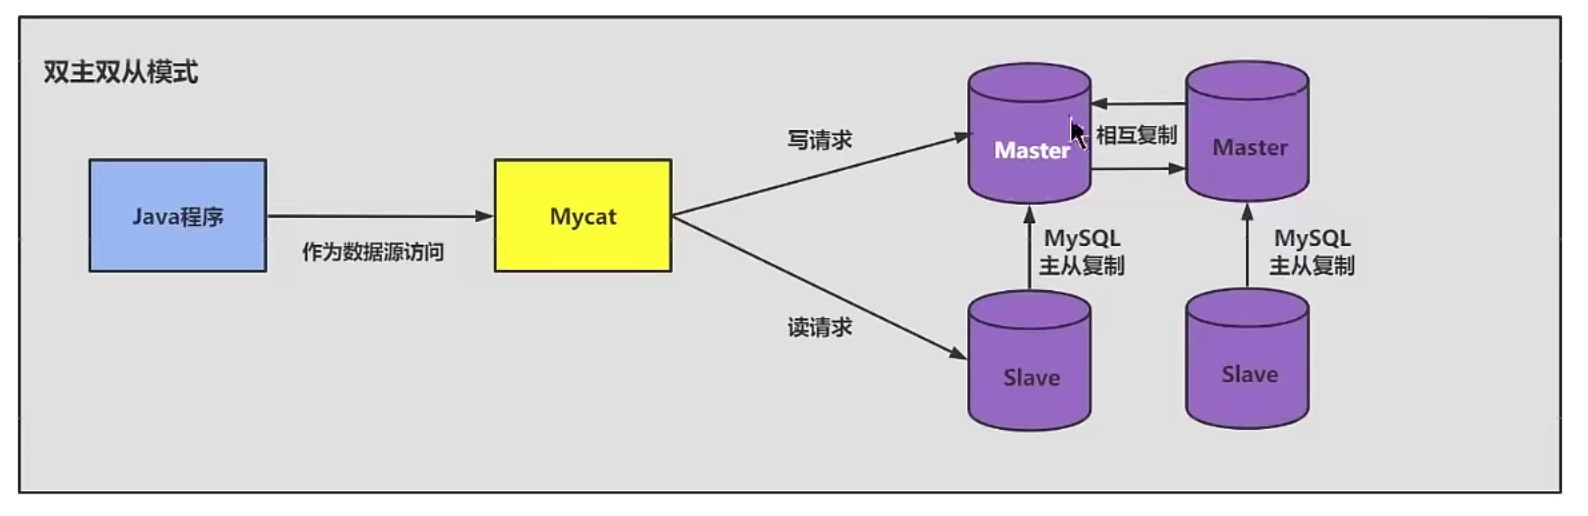 双主双从模式
Java程序
作为数据源访问
Mycat
写请求
读请求
Master
相互复制
Master
MySQL
主从复制
MySQL
主从复制
Slave
Slave